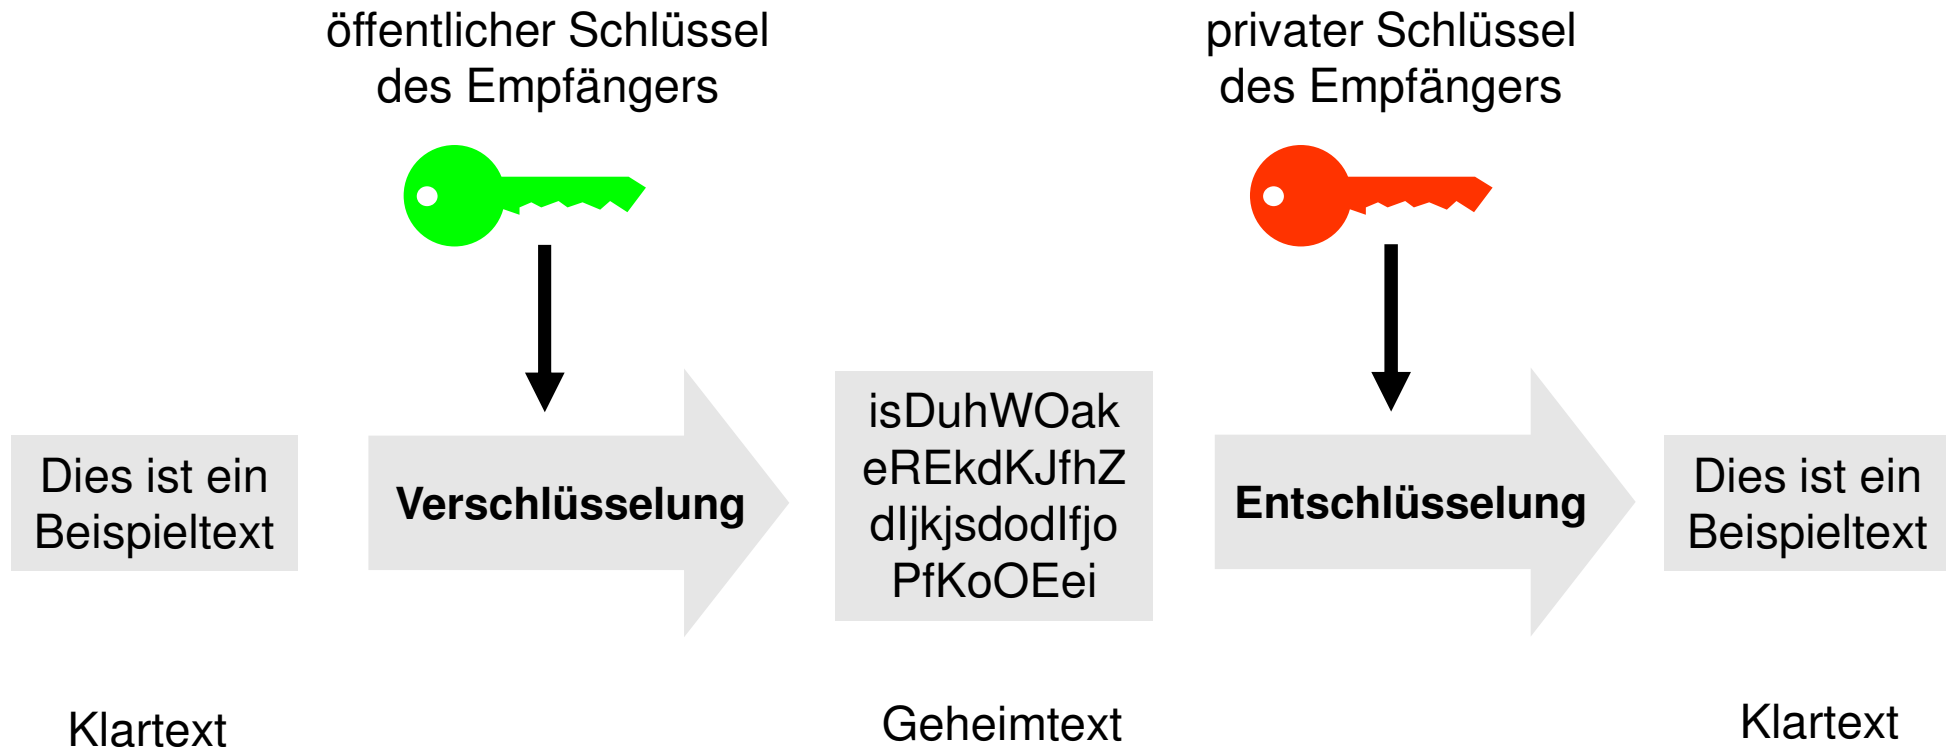 öffentlicher Schlüssel
des Empfängers
privater Schlüssel
des Empfängers
Dies ist ein
Beispieltext
Verschlüsselung
isDuhWOak
eREkdKJfhZ
dIjkjsdodIfjo
PfKoOEei
Entschlüsselung
Dies ist ein
Beispieltext
Klartext
Geheimtext
Klartext